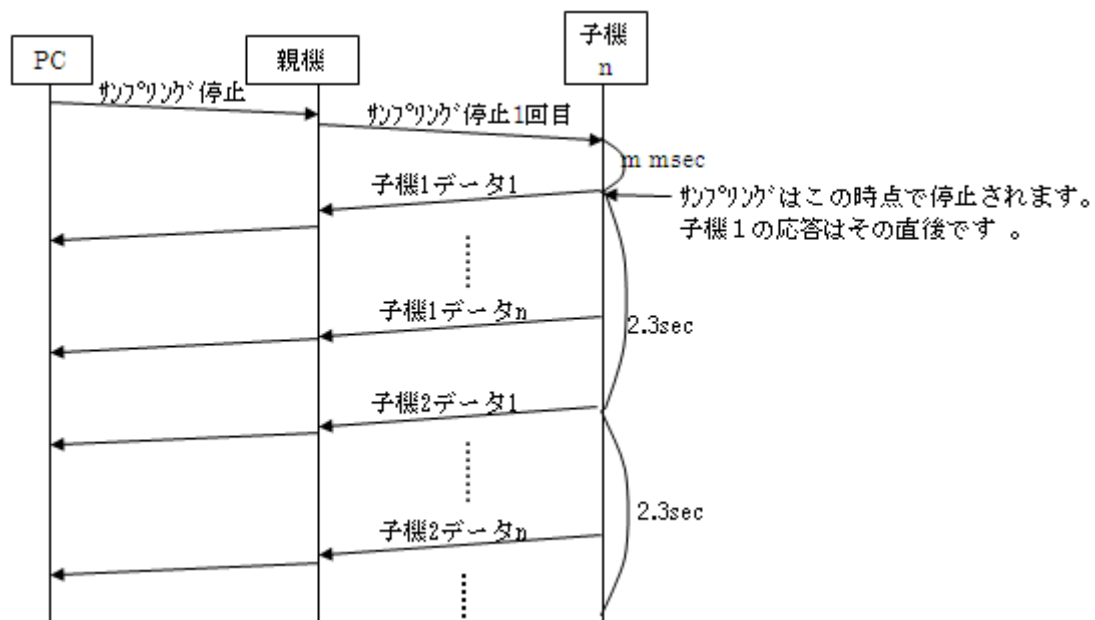 PC
親機
子機
n
ｻﾝﾌﾟﾘﾝｸﾞ停止
ｻﾝﾌﾟﾘﾝｸﾞ停止1回目
m msec
子機1データ1
ｻﾝﾌﾟﾘﾝｸﾞはこの時点で停止されます。
子機１の応答はその直後です 。
子機1データn
2.3sec
子機2データ1
2.3sec
子機2データn